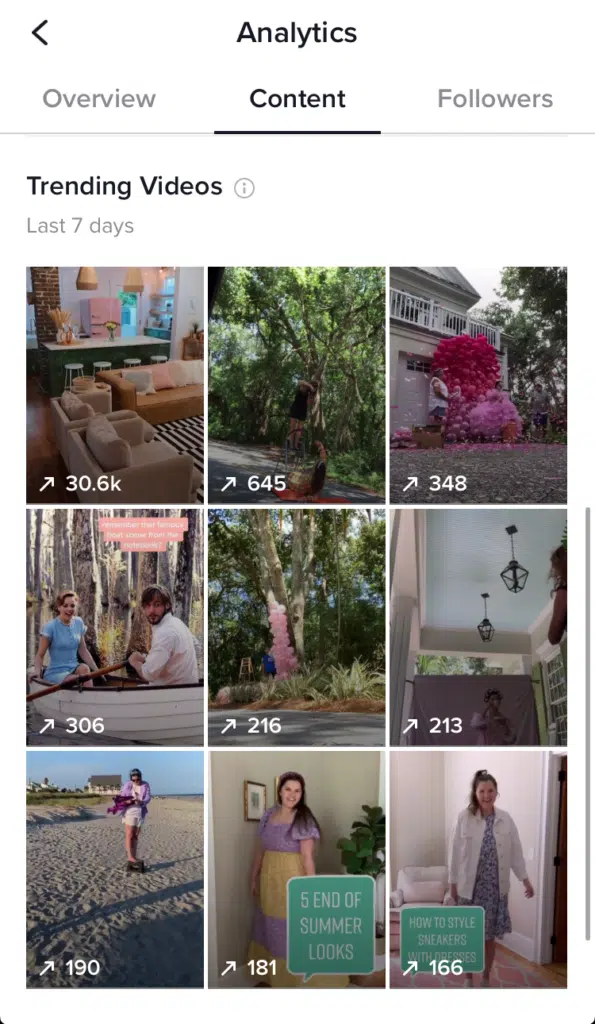 Analytics
Overview Content Followers
Trending Videos
Last 7 days
30.6k
645
348
remember that famous
boat scene from the
notebook?
306
216
213
190
5 END OF
SUMMER
LOOKS
181
HOW TO STYLE
SNEAKERS
WITH DRESSES
166